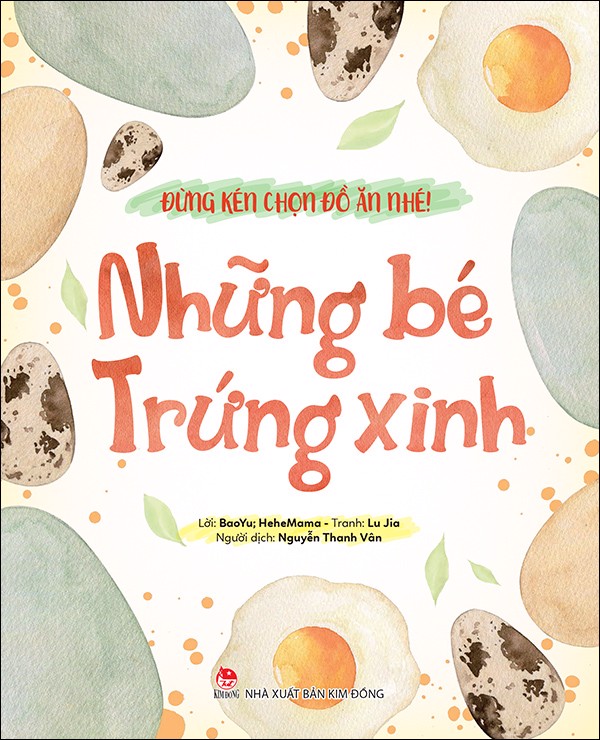 ĐỪNG KÉN CHỌN ĐỒ ĂN NHÉ!
Những bé
Trứng xinh
Lời: BaoYu; HeheMama - Tranh: Lu Jia
Người dịch: Nguyễn Thanh Vân
KIM ĐỒNG
NHÀ XUẤT BẢN KIM ĐỒNG